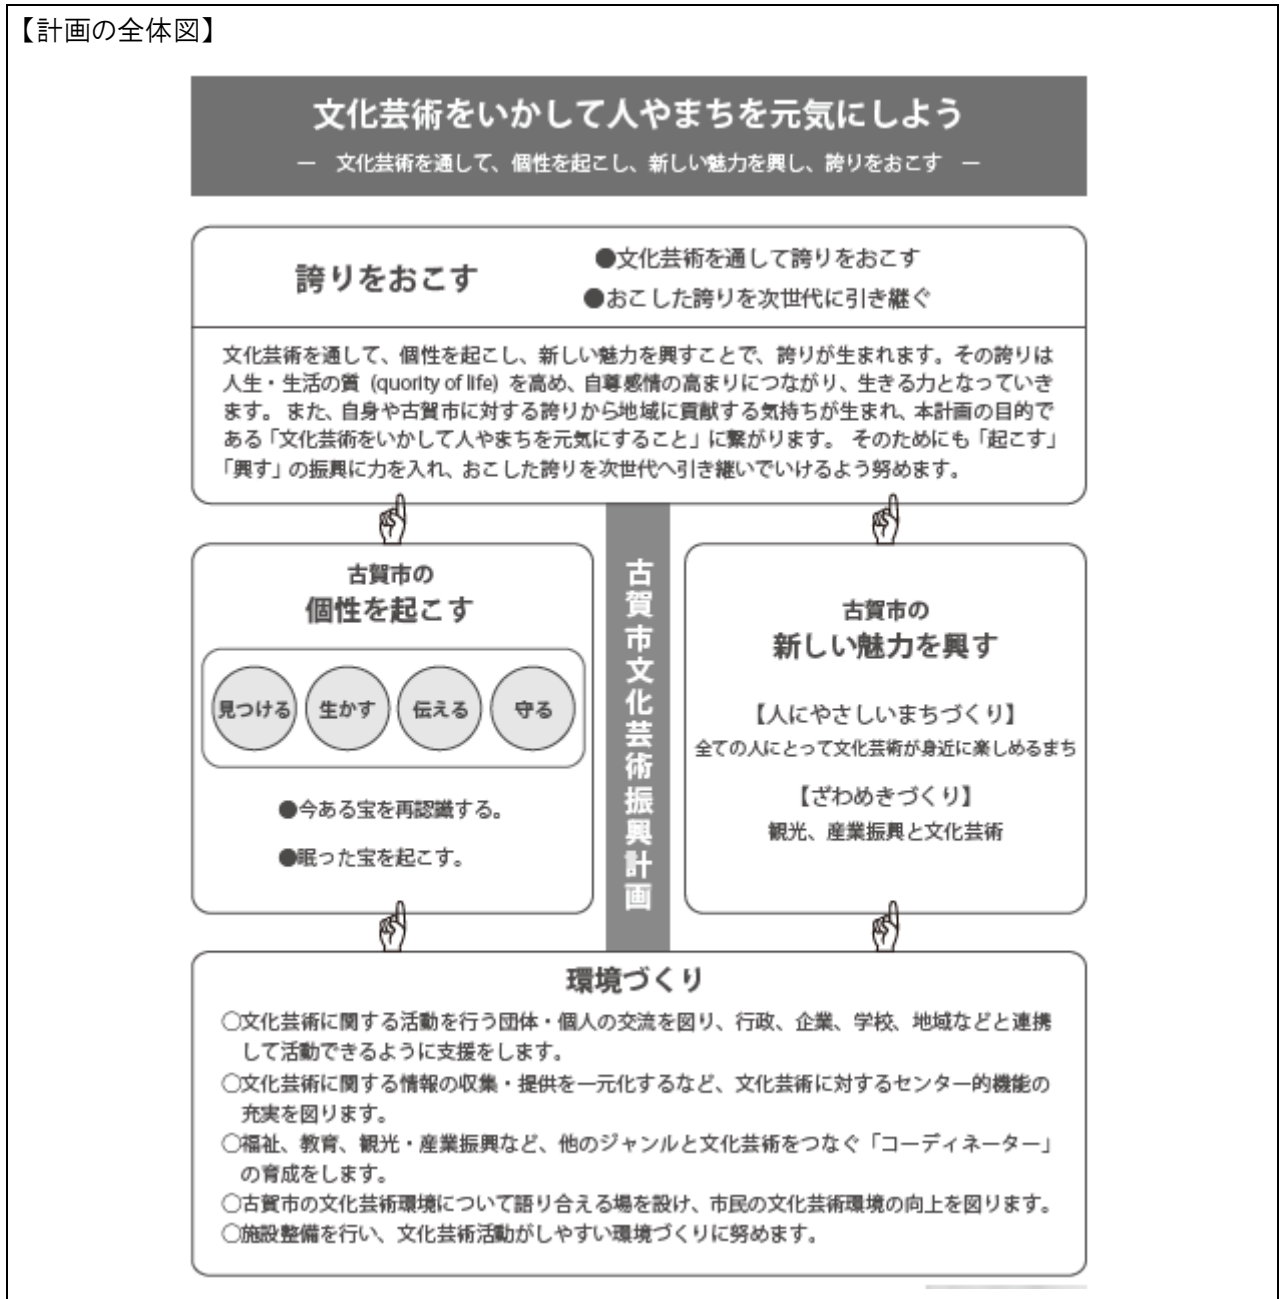 【計画の全体図】
文化芸術をいかして人やまちを元気にしよう
― 文化芸術を通して、個性を起こし、新しい魅力を興し、誇りをおこす ―
誇りをおこす
●文化芸術を通して誇りをおこす
●おこした誇りを次世代に引き継ぐ
文化芸術を通して、個性を起こし、新しい魅力を興すことで、誇りが生まれます。その誇りは
人生・生活の質（quority of life）を高め、自尊感情の高まりにつながり、生きる力となっていき
ます。 また、自身や古賀市に対する誇りから地域に貢献する気持ちが生まれ、本計画の目的で
ある「文化芸術をいかして人やまちを元気にすること」に繋がります。 そのためにも「起こす」
「興す」の振興に力を入れ、おこした誇りを次世代へ引き継いでいけるよう努めます。
古賀市の
個性を起こす
見つける 生かす 伝える 守る
●今ある宝を再認識する。
●眠った宝を起こす。
古賀市文化芸術振興計画
古賀市の
新しい魅力を興す
【人にやさしいまちづくり】
全ての人にとって文化芸術が身近に楽しめるまち
【ざわめきづくり】
観光、産業振興と文化芸術
環境づくり
○文化芸術に関する活動を行う団体・個人の交流を図り、行政、企業、学校、地域などと連携
して活動できるように支援をします。
○文化芸術に関する情報の収集・提供を一元化するなど、文化芸術に対するセンター的機能の
充実を図ります。
○福祉、教育、観光・産業振興など、他のジャンルと文化芸術をつなぐ「コーディネーター」
の育成をします。
○古賀市の文化芸術環境について語り合える場を設け、市民の文化芸術環境の向上を図ります。
○施設整備を行い、文化芸術活動がしやすい環境づくりに努めます。